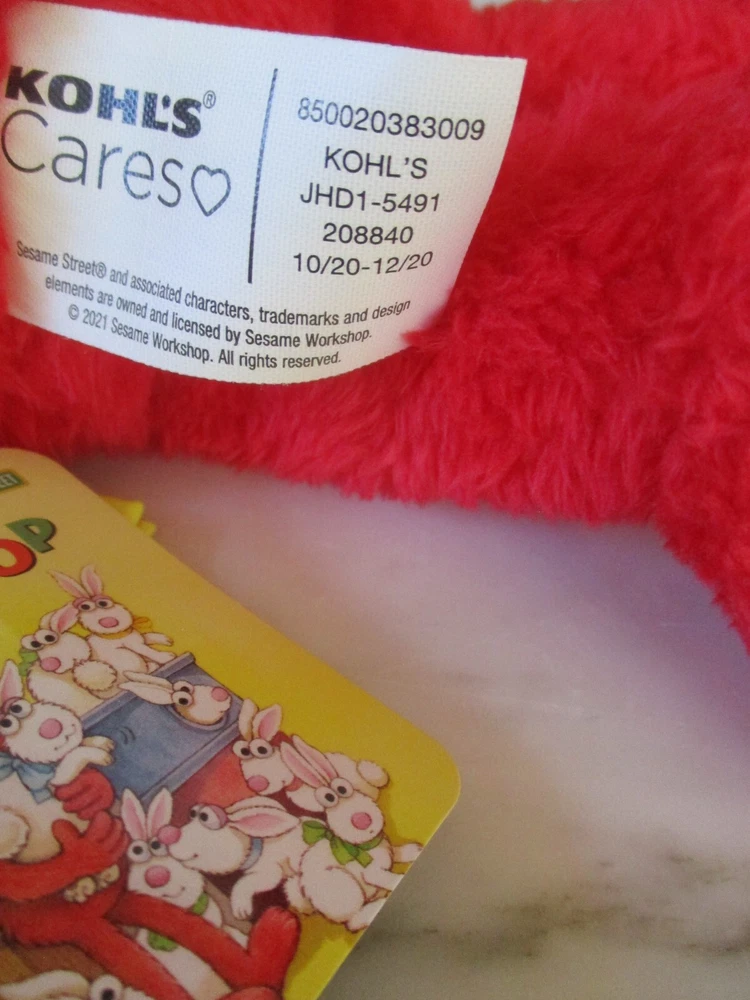 KOHL'S®
Cares♡
850020383009
KOHL'S
JHD1-5491
208840
10/20-12/20
Sesame Street® and associated characters, trademarks and design
elements are owned and licensed by Sesame Workshop.
© 2021 Sesame Workshop. All rights reserved.
OP